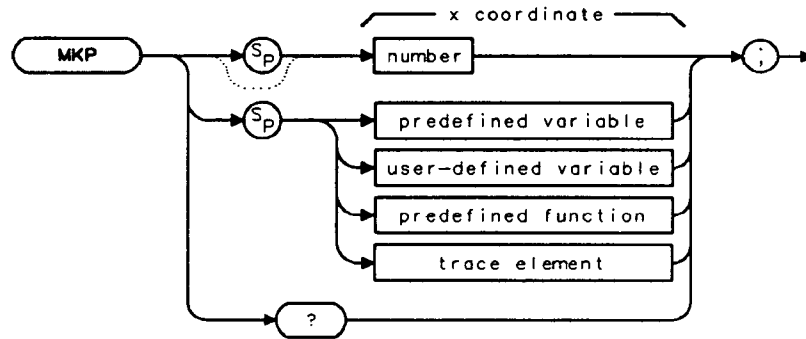 x coordinate
MKP
SP
number
;
SP
predefined variable
user-defined variable
predefined function
trace element
?